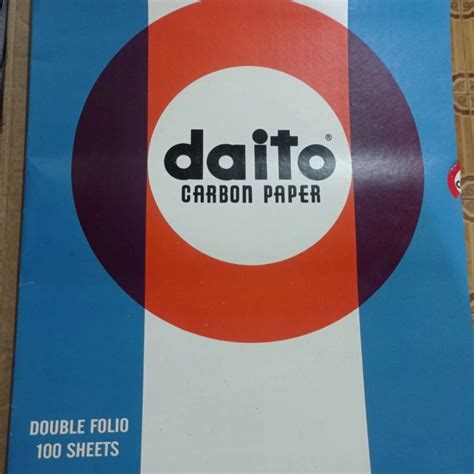 daito®
CARBON PAPER
DOUBLE FOLIO
100 SHEETS